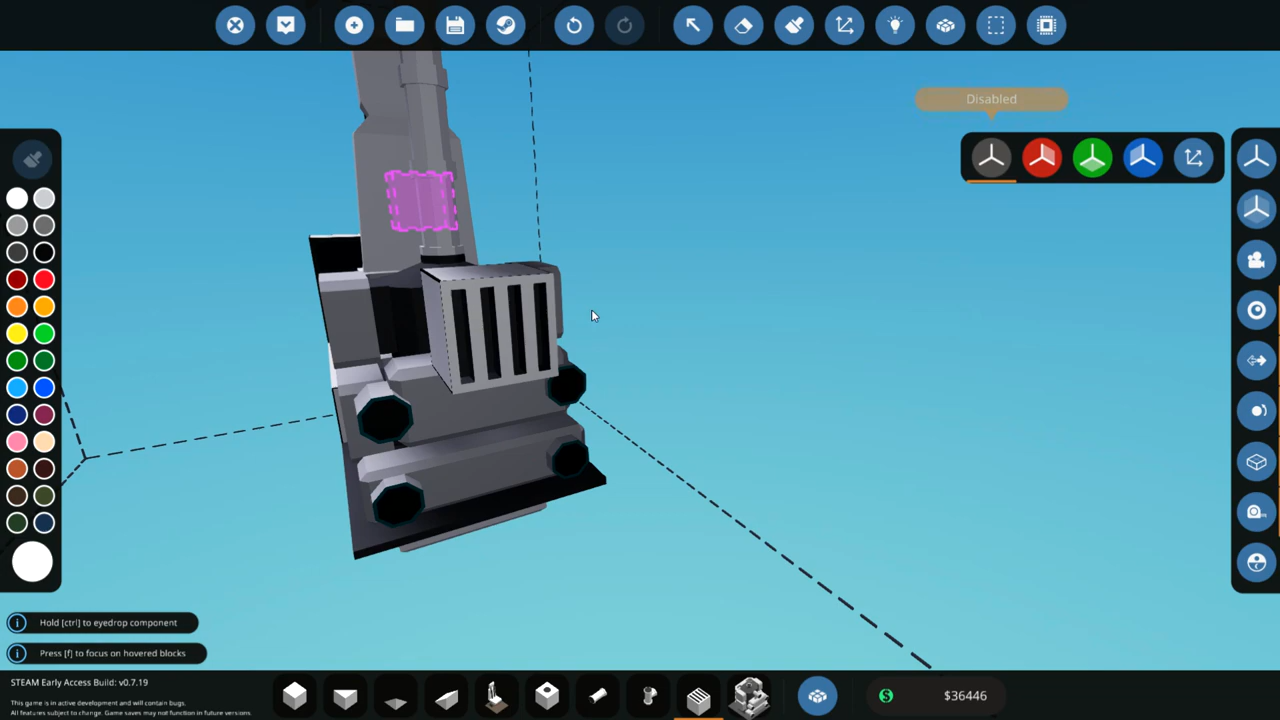 Disabled
Hold [ctrl] to eyedrop component
Press [f] to focus on hovered blocks
STEAM Early Access Build: v0.7.19
This game is in active development and will contain bugs.
All features subject to change. Game saves may not function in future versions
$36446